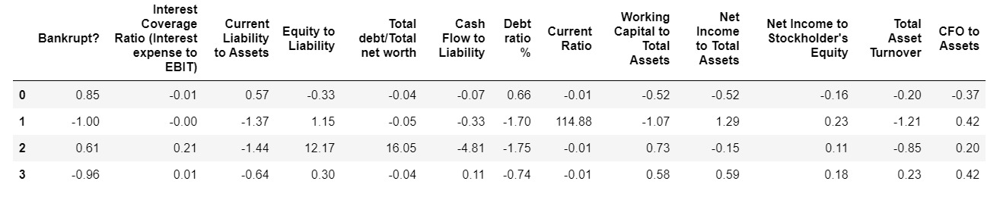 Bankrupt? Interest Coverage Ratio (Interest expense to EBIT) Current Liability to Assets Equity to Liability Total debt/Total net worth Cash Flow to Liability Debt ratio % Current Ratio Working Capital to Total Assets Net Income to Total Assets Net Income to Stockholder's Equity Total Asset Turnover CFO to Assets
0 0.85 -0.01 0.57 -0.33 -0.04 -0.07 0.66 -0.01 -0.52 -0.52 -0.16 -0.20 -0.37
1 -1.00 -0.00 -1.37 1.15 -0.05 -0.33 -1.70 114.88 -1.07 1.29 0.23 -1.21 0.42
2 0.61 0.21 -1.44 12.17 16.05 -4.81 -1.75 -0.01 0.73 -0.15 0.11 -0.85 0.20
3 -0.96 0.01 -0.64 0.30 -0.04 0.11 -0.74 -0.01 0.58 0.59 0.18 0.23 0.42